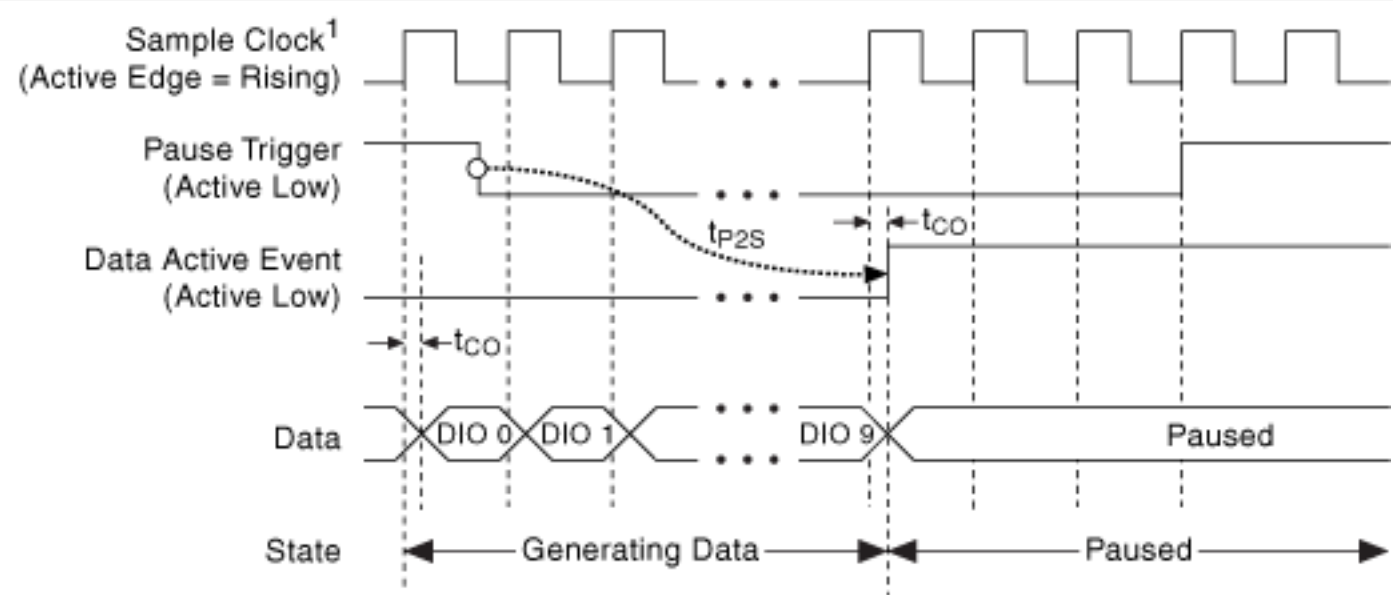 Sample Clock1
(Active Edge = Rising)
Pause Trigger
(Active Low)
tP2S
tCO
Data Active Event
(Active Low)
tCO
Data
DIO 0
DIO 1
DIO 9
Paused
State
Generating Data
Paused